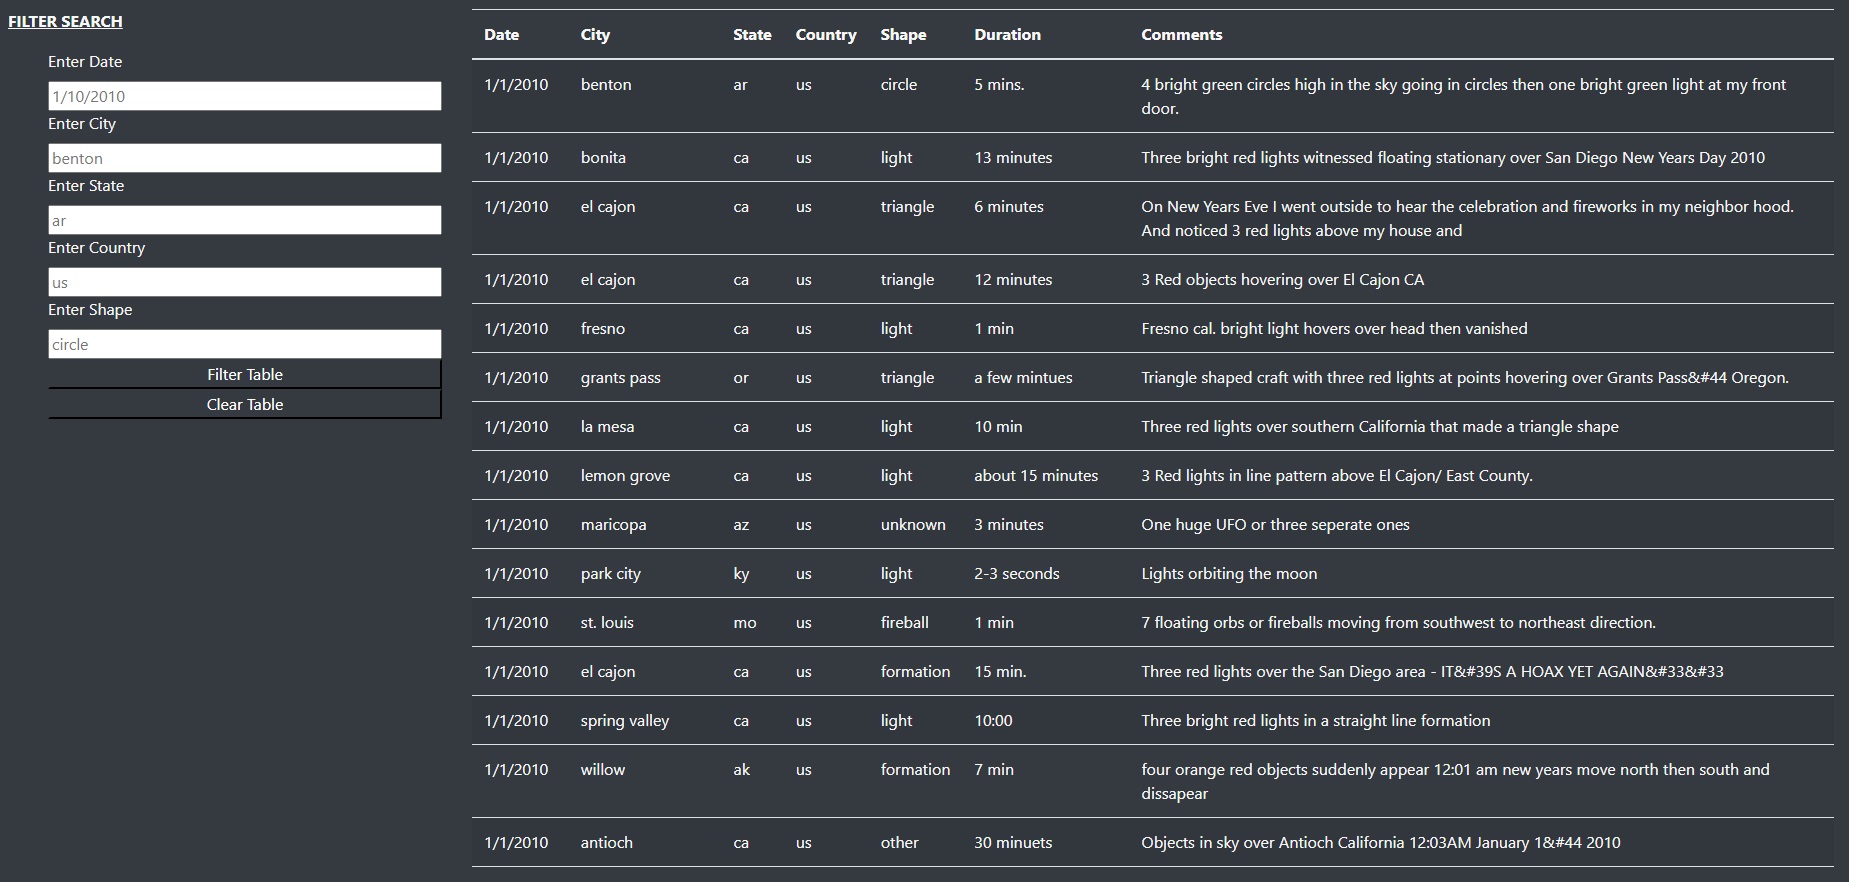 FILTER SEARCH
Enter Date
1/10/2010
Enter City
benton
Enter State
ar
Enter Country
us
Enter Shape
circle
Filter Table
Clear Table
Date City State Country Shape Duration Comments
1/1/2010 benton ar us circle 5 mins. 4 bright green circles high in the sky going in circles then one bright green light at my front
door.
1/1/2010 bonita ca us light 13 minutes Three bright red lights witnessed floating stationary over San Diego New Years Day 2010
1/1/2010 el cajon ca us triangle 6 minutes On New Years Eve I went outside to hear the celebration and fireworks in my neighbor hood.
And noticed 3 red lights above my house and
1/1/2010 el cajon ca us triangle 12 minutes 3 Red objects hovering over El Cajon CA
1/1/2010 fresno ca us light 1 min Fresno cal. bright light hovers over head then vanished
1/1/2010 grants pass or us triangle a few mintues Triangle shaped craft with three red lights at points hovering over Grants Pass&#44 Oregon.
1/1/2010 la mesa ca us light 10 min Three red lights over southern California that made a triangle shape
1/1/2010 lemon grove ca us light about 15 minutes 3 Red lights in line pattern above El Cajon/ East County.
1/1/2010 maricopa az us unknown 3 minutes One huge UFO or three seperate ones
1/1/2010 park city ky us light 2-3 seconds Lights orbiting the moon
1/1/2010 st. louis mo us fireball 1 min 7 floating orbs or fireballs moving from southwest to northeast direction.
1/1/2010 el cajon ca us formation 15 min. Three red lights over the San Diego area - IT&#39S A HOAX YET AGAIN&#33&#33
1/1/2010 spring valley ca us light 10:00 Three bright red lights in a straight line formation
1/1/2010 willow ak us formation 7 min four orange red objects suddenly appear 12:01 am new years move north then south and
dissapear
1/1/2010 antioch ca us other 30 minuets Objects in sky over Antioch California 12:03AM January 1&#44 2010